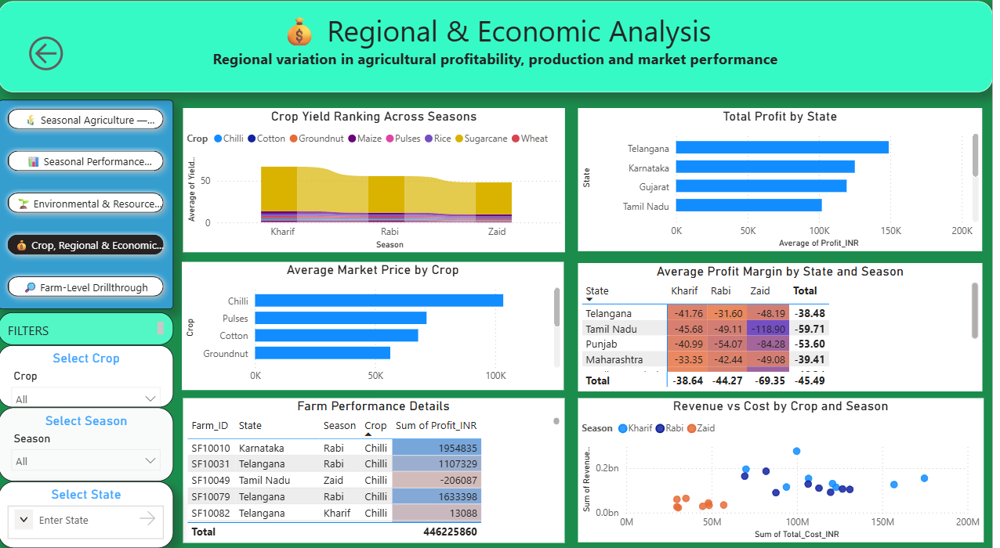 💰 Regional & Economic Analysis
Regional variation in agricultural profitability, production and market performance
Seasonal Agriculture —...
Seasonal Performance...
Environmental & Resource...
Crop, Regional & Economic...
Farm-Level Drillthrough
FILTERS
Select Crop
Crop
All
Select Season
Season
All
Select State
Enter State
Crop Yield Ranking Across Seasons
Crop Chilli Cotton Groundnut Maize Pulses Rice Sugarcane Wheat
Average of Yield...
50
0
Kharif Rabi Zaid
Season
Total Profit by State
State
Telangana
Karnataka
Gujarat
Tamil Nadu
0K 50K 100K 150K 200K
Average of Profit_INR
Average Market Price by Crop
Crop
Chilli
Pulses
Cotton
Groundnut
0K 50K 100K
Average Profit Margin by State and Season
State Kharif Rabi Zaid Total
Telangana -41.76 -31.60 -48.19 -38.48
Tamil Nadu -45.68 -49.11 -118.90 -59.71
Punjab -40.99 -54.07 -84.28 -53.60
Maharashtra -33.35 -42.44 -49.08 -39.41
Total -38.64 -44.27 -69.35 -45.49
Farm Performance Details
Farm_ID State Season Crop Sum of Profit_INR
SF10010 Karnataka Rabi Chilli 1954835
SF10031 Telangana Rabi Chilli 1107329
SF10049 Tamil Nadu Zaid Chilli -206087
SF10079 Telangana Rabi Chilli 1633398
SF10082 Telangana Kharif Chilli 13088
Total 446225860
Revenue vs Cost by Crop and Season
Season Kharif Rabi Zaid
Sum of Revenue...
0.2bn
0.0bn
0M 50M 100M 150M 200M
Sum of Total_Cost_INR